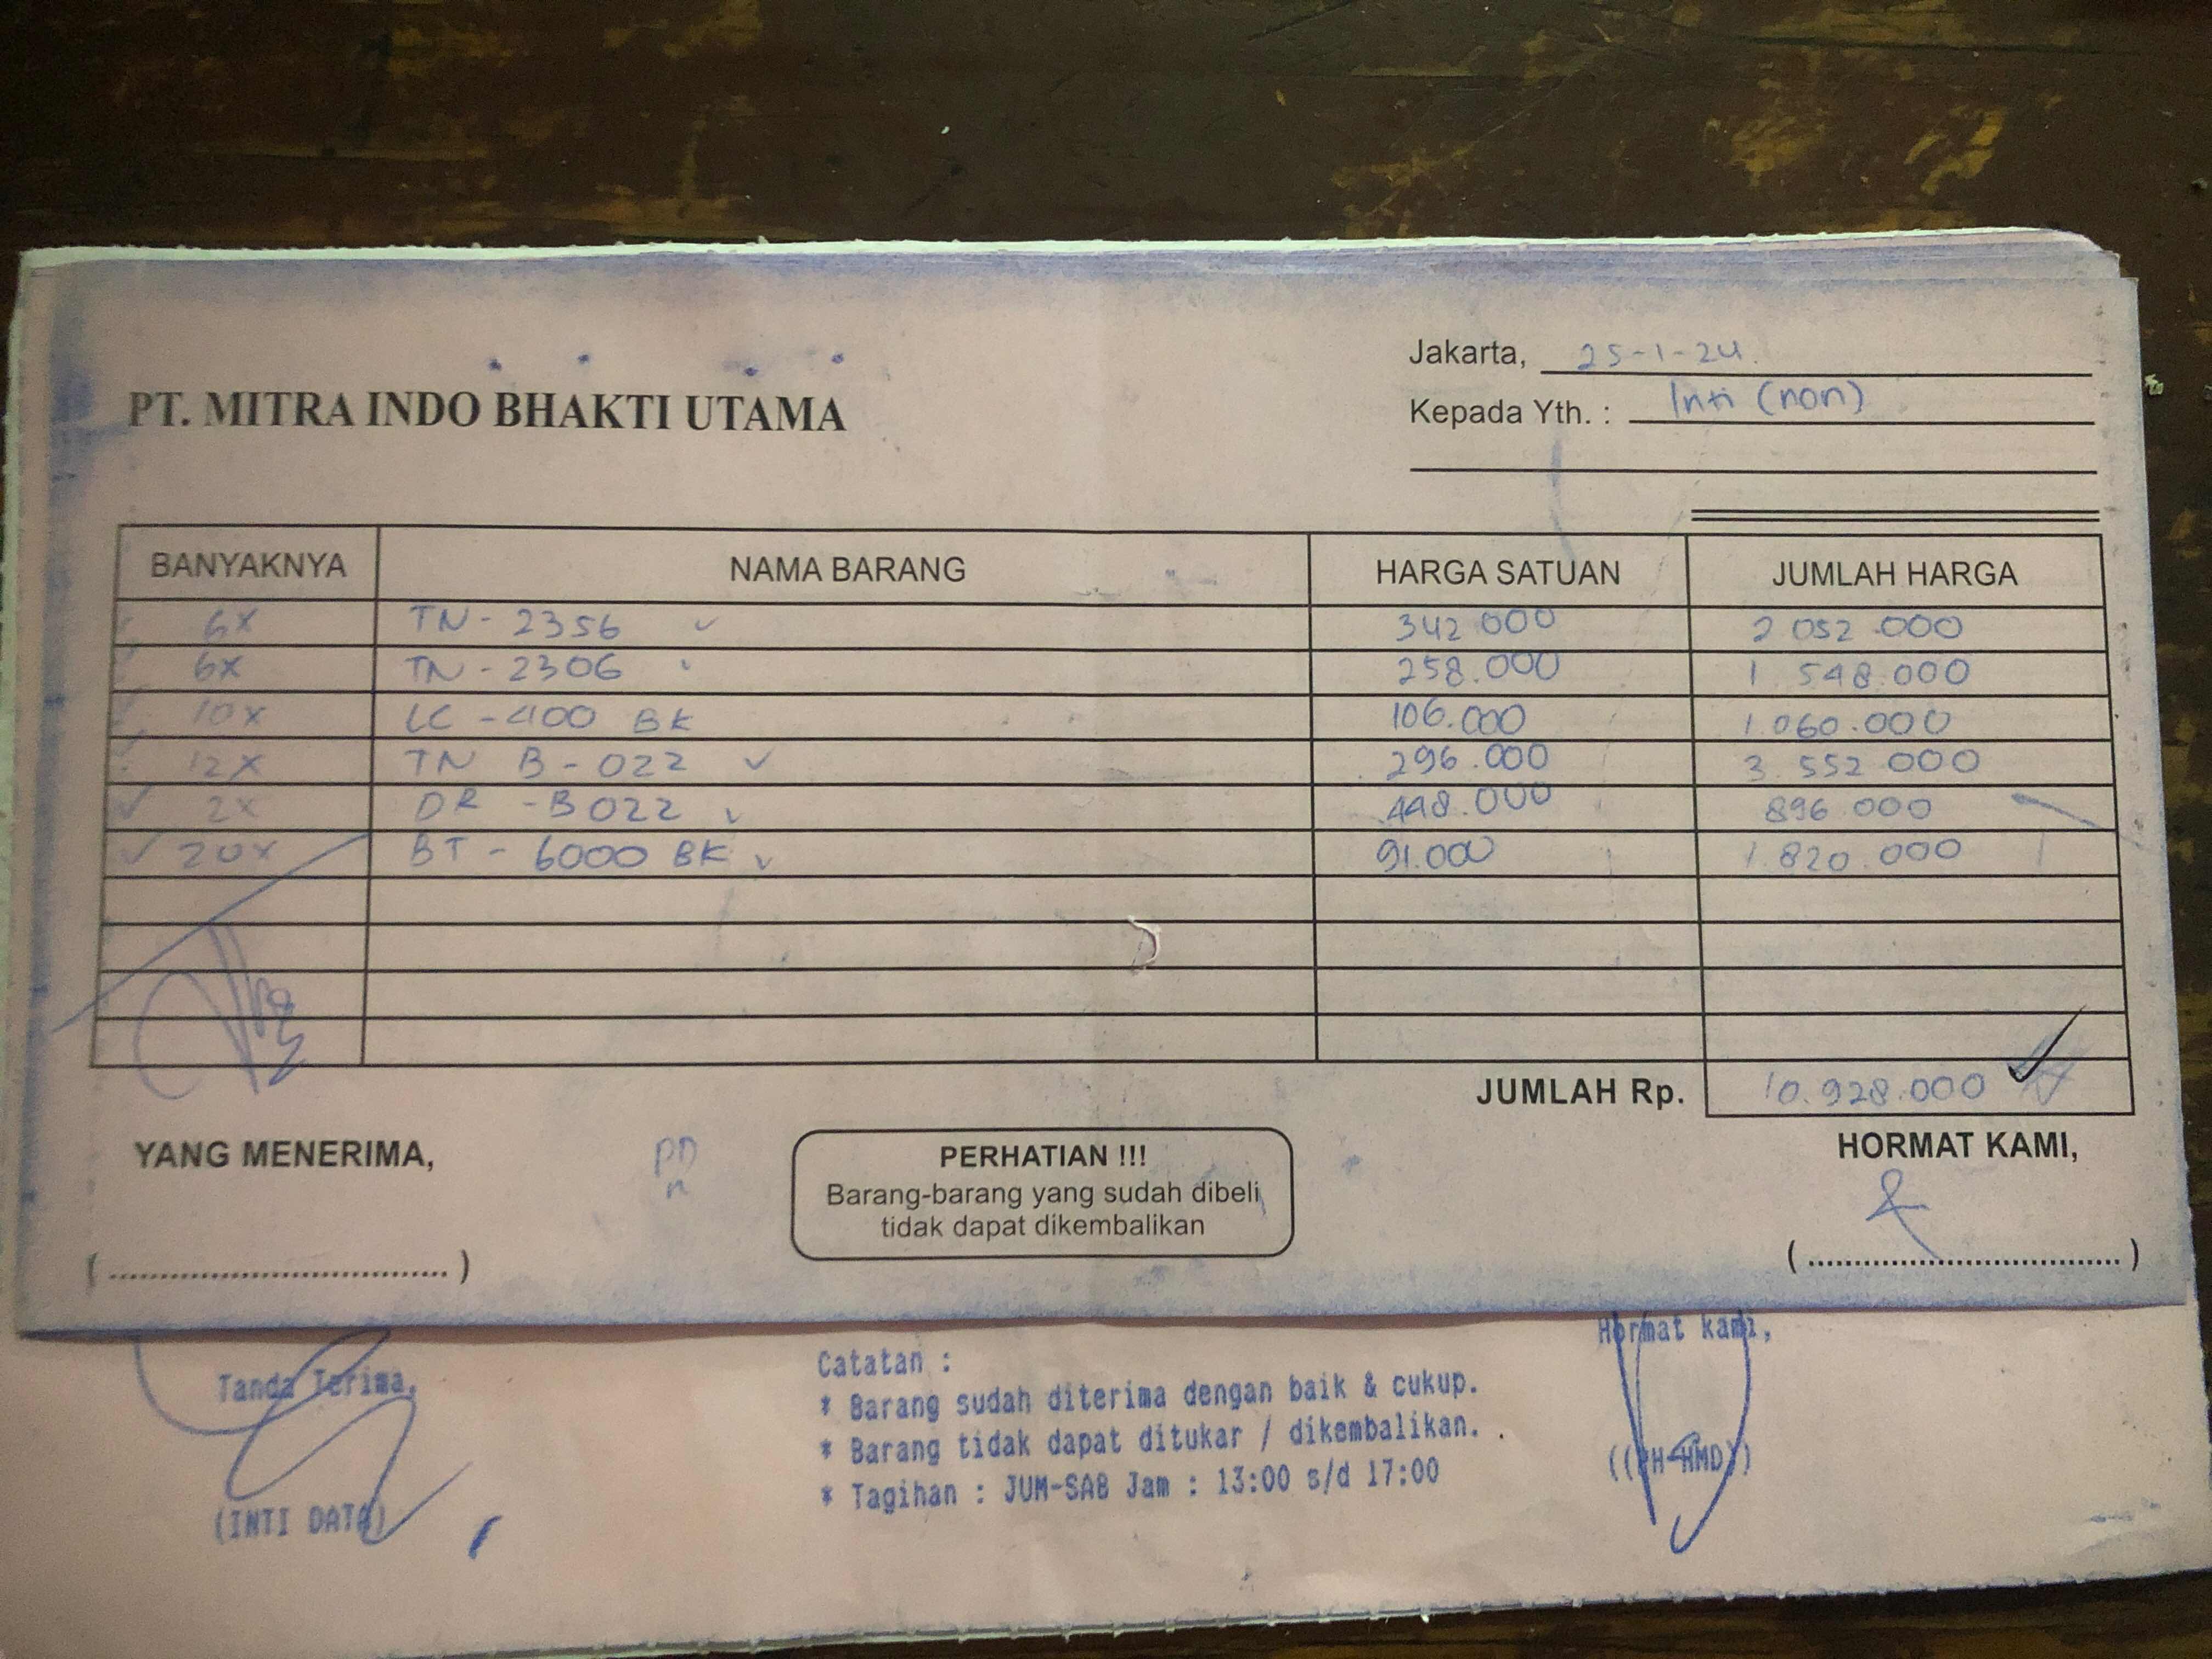 Jakarta, 25-1-24.
PT. MITRA INDO BHAKTI UTAMA
Kepada Yth. : Inti (non)
BANYAKNYA NAMA BARANG HARGA SATUAN JUMLAH HARGA
6X TN - 2356 342 000 2 052 .000
6X TN - 2306 258.000 1 548.000
10X LC - 400 BK 106.000 1.060.000
12X TN B - 022 296.000 3.552 000
2X DR - B022 448.000 896 000
20X BT - 6000 BK 91.000 1.820.000
JUMLAH Rp. 10.928.000
YANG MENERIMA, HORMAT KAMI,
PERHATIAN !!!
Barang-barang yang sudah dibeli
tidak dapat dikembalikan
Tanda Terima, Hormat kami,
Catatan :
* Barang sudah diterima dengan baik & cukup.
* Barang tidak dapat ditukar / dikembalikan.
* Tagihan : JUM-SAB Jam : 13:00 s/d 17:00
(INTI DATA)